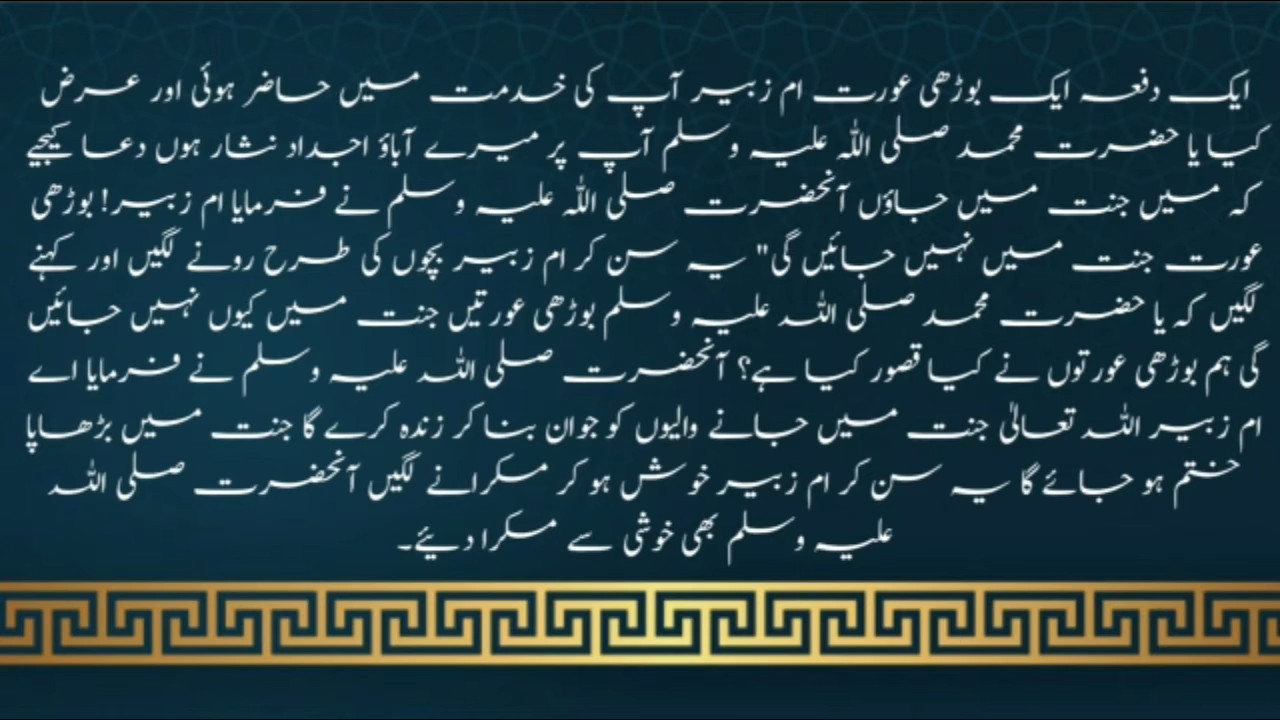 ایک دفعہ ایک بوڑھی عورت ام زبیر آپ کی خدمت میں حاضر ہوئی اور عرض
کیا یا حضرت محمد صلی اللہ علیہ وسلم آپ پر میرے آباؤ اجداد نثار ہوں دعا کیجیے
کہ میں جنت میں جاؤں آنحضرت صلی اللہ علیہ وسلم نے فرمایا ام زبیر! بوڑھی
عورت جنت میں نہیں جائیں گی" یہ سن کر ام زبیر بچوں کی طرح رونے لگیں اور کہنے
لگیں کہ یا حضرت محمد صلی اللہ علیہ وسلم بوڑھی عورتیں جنت میں کیوں نہیں جائیں
گی ہم بوڑھی عورتوں نے کیا قصور کیا ہے؟ آنحضرت صلی اللہ علیہ وسلم نے فرمایا اے
ام زبیر اللہ تعالیٰ جنت میں جانے والیوں کو جوان بنا کر زندہ کرے گا جنت میں بڑھاپا
ختم ہو جائے گا یہ سن کر ام زبیر خوش ہو کر مسکرانے لگیں آنحضرت صلی اللہ
علیہ وسلم بھی خوشی سے مسکرا دیئے۔